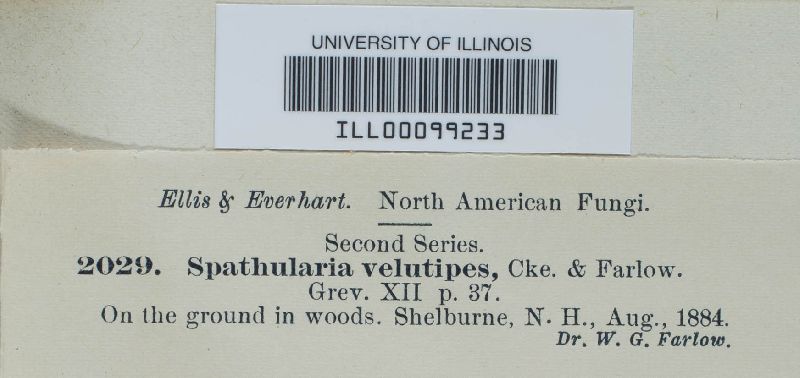 UNIVERSITY OF ILLINOIS
ILL00099233
Ellis & Everhart. North American Fungi.
Second Series.
2029. Spathularia velutipes, Cke. & Farlow.
Grev. XII p. 37.
On the ground in woods. Shelburne, N. H., Aug., 1884.
Dr. W. G. Farlow.